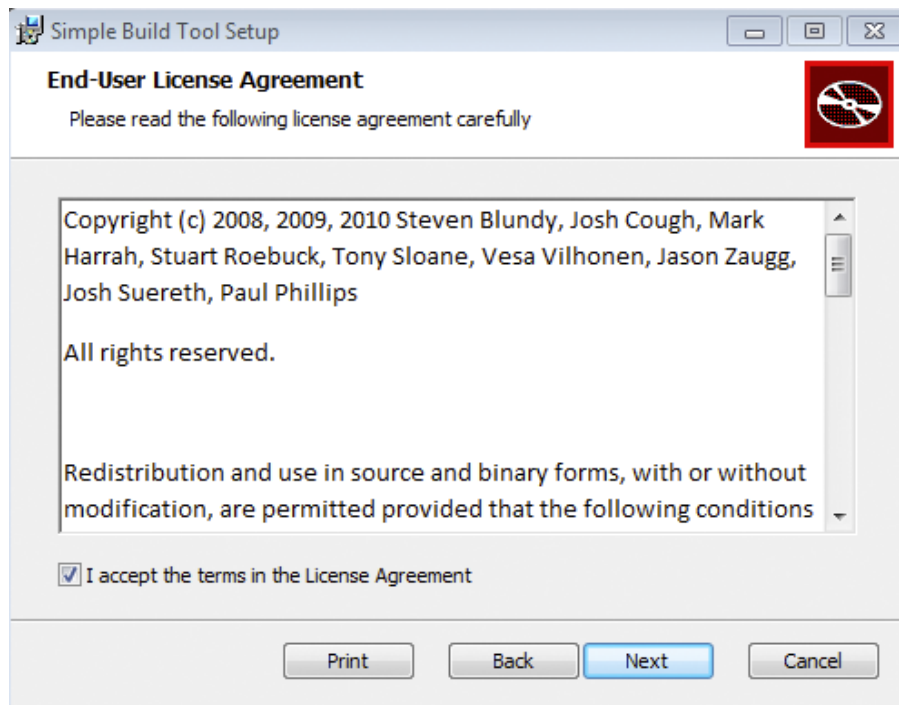 Simple Build Tool Setup
End-User License Agreement
Please read the following license agreement carefully
Copyright (c) 2008, 2009, 2010 Steven Blundy, Josh Cough, Mark
Harrah, Stuart Roebuck, Tony Sloane, Vesa Vilhonen, Jason Zaugg,
Josh Suereth, Paul Phillips
All rights reserved.
Redistribution and use in source and binary forms, with or without
modification, are permitted provided that the following conditions
I accept the terms in the License Agreement
Print Back Next Cancel